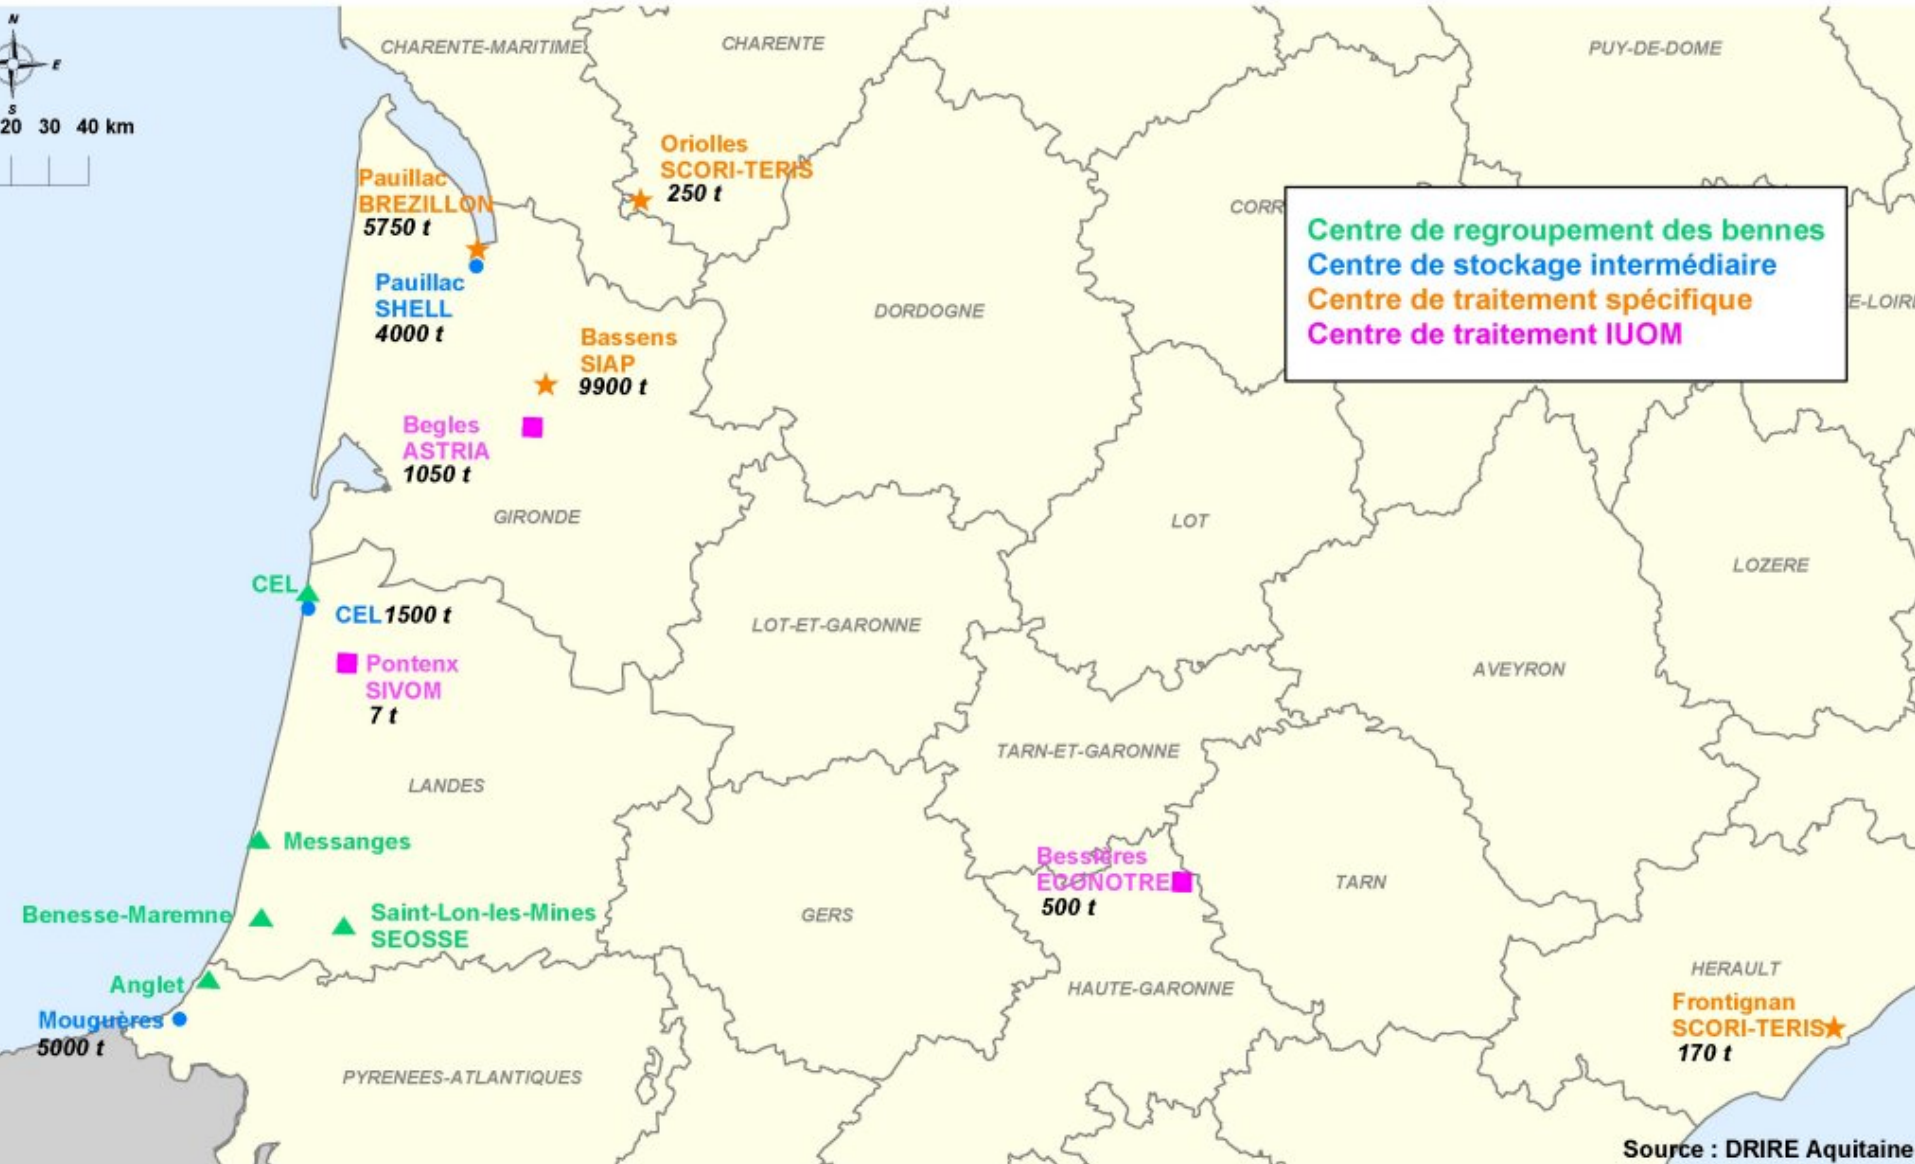 N
E
S
20 30 40 km
CHARENTE-MARITIME
CHARENTE
PUY-DE-DOME
Oriolles
SCORI-TERIS
250 t
Pauillac
BREZILLON
5750 t
Pauillac
SHELL
4000 t
Centre de regroupement des bennes
Centre de stockage intermédiaire
Centre de traitement spécifique
Centre de traitement IUOM
CORR
E-LOIR
DORDOGNE
Bassens
SIAP
9900 t
Begles
ASTRIA
1050 t
GIRONDE
LOT
LOZERE
CEL
CEL 1500 t
LOT-ET-GARONNE
AVEYRON
Pontenx
SIVOM
7 t
TARN-ET-GARONNE
LANDES
Messanges
Bessières
ECONOTRE
500 t
TARN
Benesse-Maremne
Saint-Lon-les-Mines
SEOSSE
GERS
HERAULT
Anglet
HAUTE-GARONNE
Frontignan
SCORI-TERIS
170 t
Mouguères
5000 t
PYRENEES-ATLANTIQUES
Source : DRIRE Aquitaine